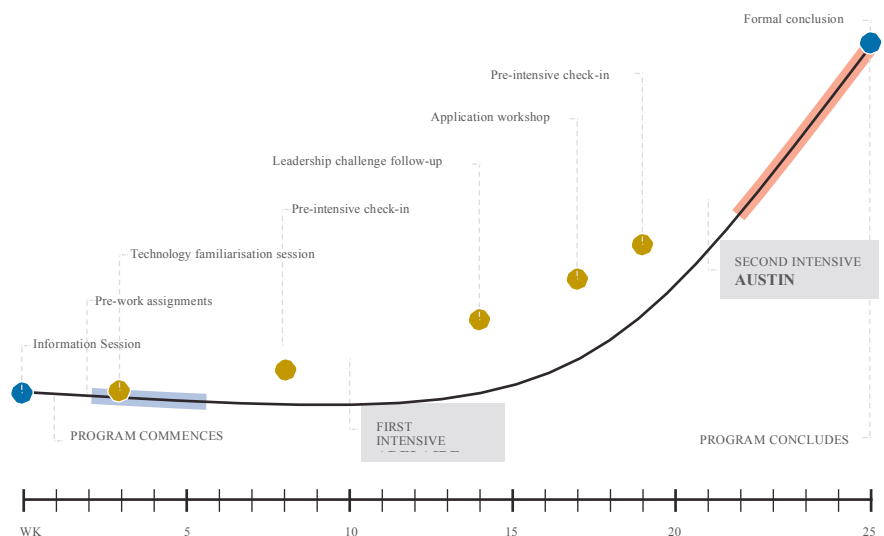 Formal conclusion
Pre-intensive check-in
Application workshop
Leadership challenge follow-up
Pre-intensive check-in
Technology familiarisation session
SECOND INTENSIVE
AUSTIN
Pre-work assignments
Information Session
FIRST
INTENSIVE
PROGRAM COMMENCES
PROGRAM CONCLUDES
WK 5 10 15 20 25